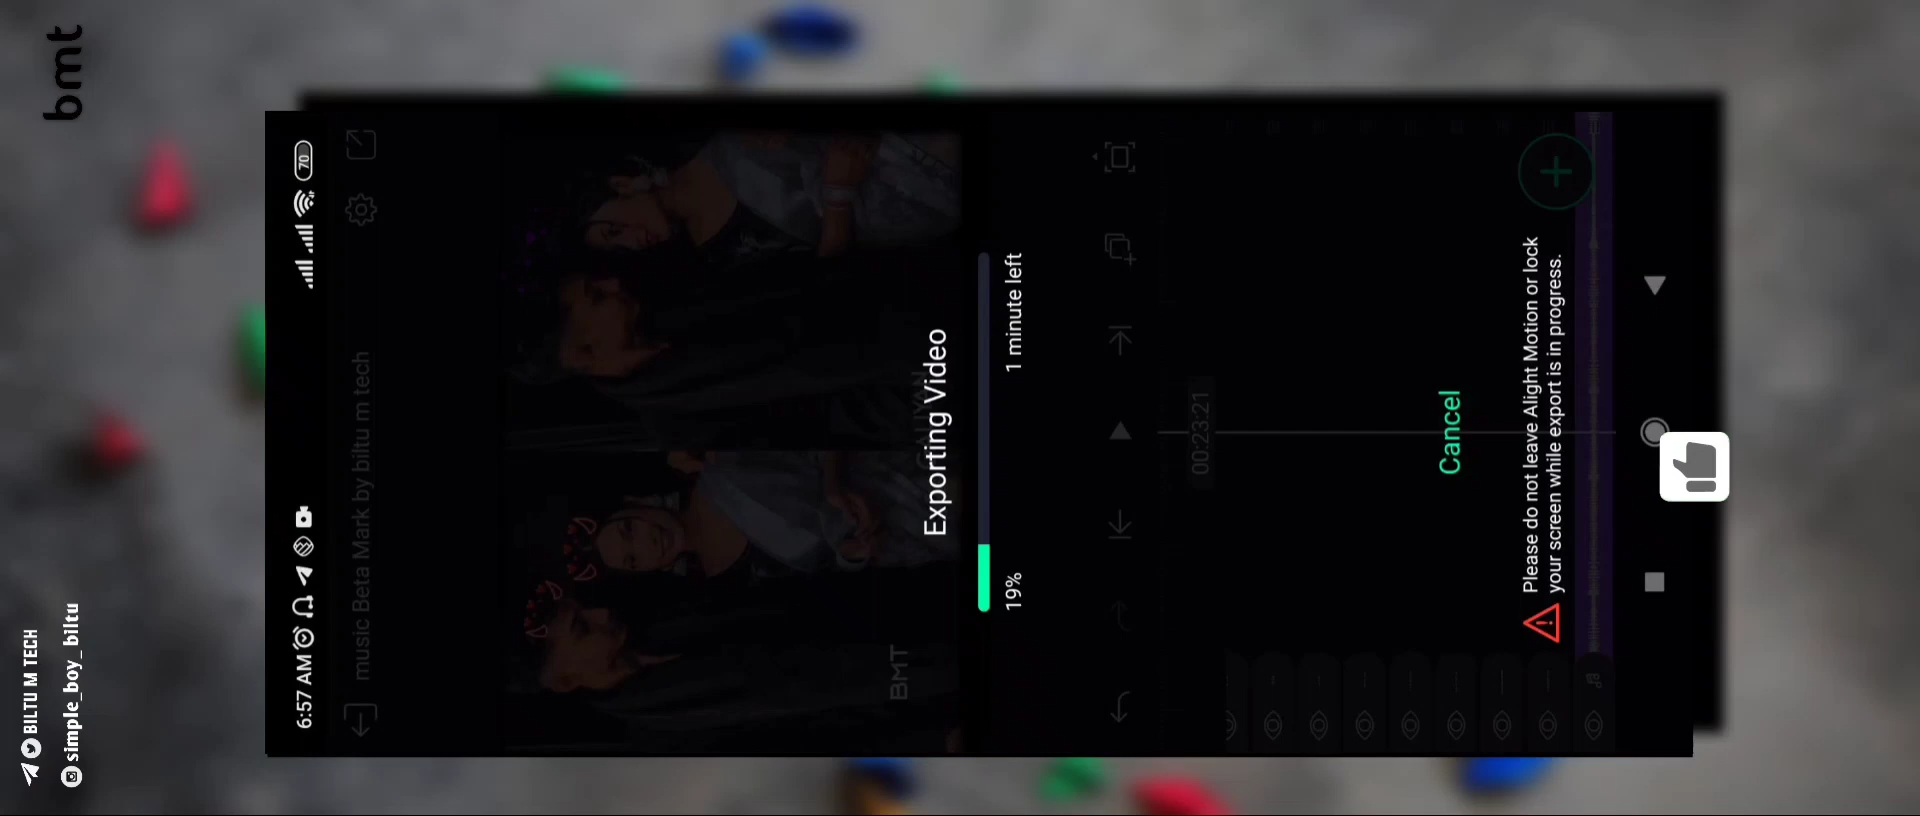 bmt
BILTU M TECH
simple_boy_biltu
6:57 AM
70
music Beta Mark by biltu m tech
BMT
Exporting Video
19%
1 minute left
00:23:21
Cancel
Please do not leave Alight Motion or lock
your screen while export is in progress.